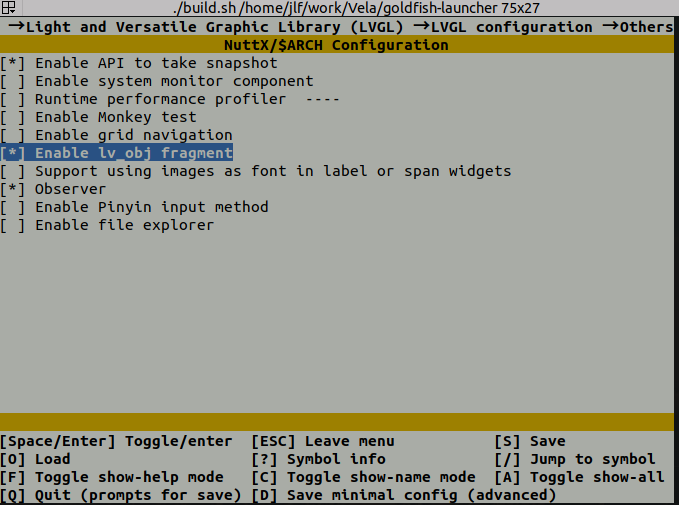 ./build.sh /home/jlf/work/Vela/goldfish-launcher 75x27
→Light and Versatile Graphic Library (LVGL) →LVGL configuration →Others
NuttX/$ARCH Configuration
[*] Enable API to take snapshot
[ ] Enable system monitor component
[ ] Runtime performance profiler  ----
[ ] Enable Monkey test
[ ] Enable grid navigation
[*] Enable lv_obj fragment
[ ] Support using images as font in label or span widgets
[*] Observer
[ ] Enable Pinyin input method
[ ] Enable file explorer
[Space/Enter] Toggle/enter  [ESC] Leave menu           [S] Save
[O] Load                    [?] Symbol info            [/] Jump to symbol
[F] Toggle show-help mode   [C] Toggle show-name mode  [A] Toggle show-all
[Q] Quit (prompts for save) [D] Save minimal config (advanced)